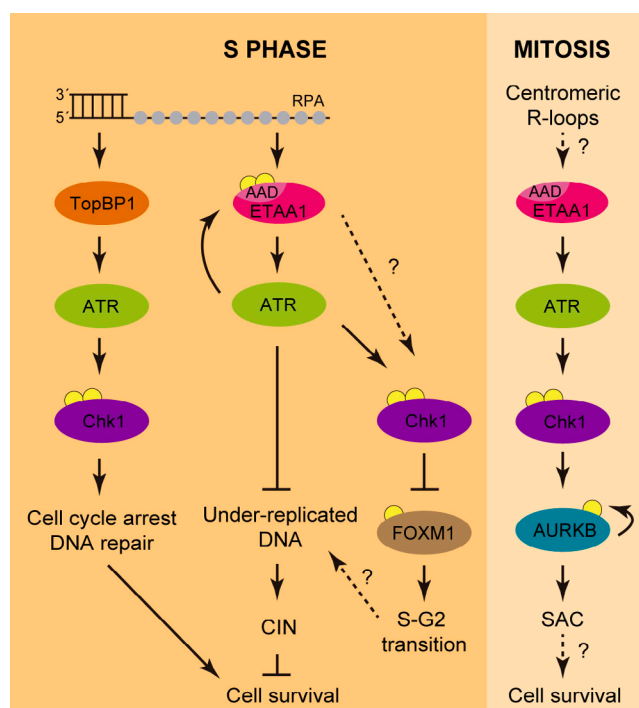 S PHASE
3´
5´
RPA
TopBP1
AAD
ETAA1
?
ATR
ATR
Chk1
Chk1
Cell cycle arrest
DNA repair
Under-replicated
DNA
FOXM1
?
CIN
S-G2
transition
Cell survival
MITOSIS
Centromeric
R-loops
?
AAD
ETAA1
ATR
Chk1
AURKB
SAC
?
Cell survival